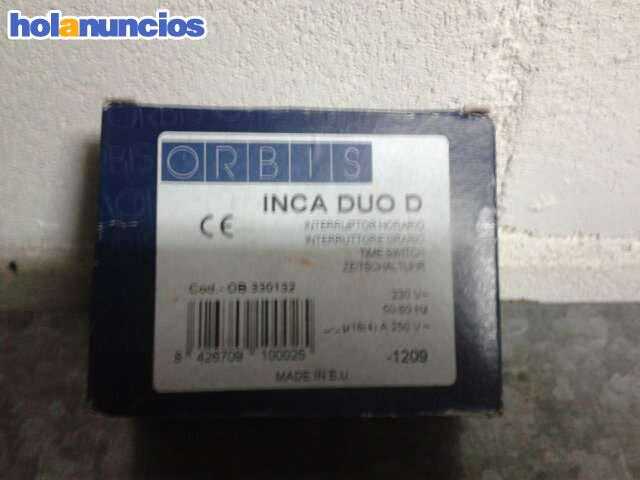 holanuncios
ORBIS
INCA DUO D
CE
INTERRUPTOR HORARIO
INTERRUTTORE ORARIO
TIME SWITCH
ZEITSCHALTUHR
Cód.: OB 330132
230 V~
50-60 Hz
µ16(4) A 250 V~
8 426709 100025
-1209
MADE IN E.U.